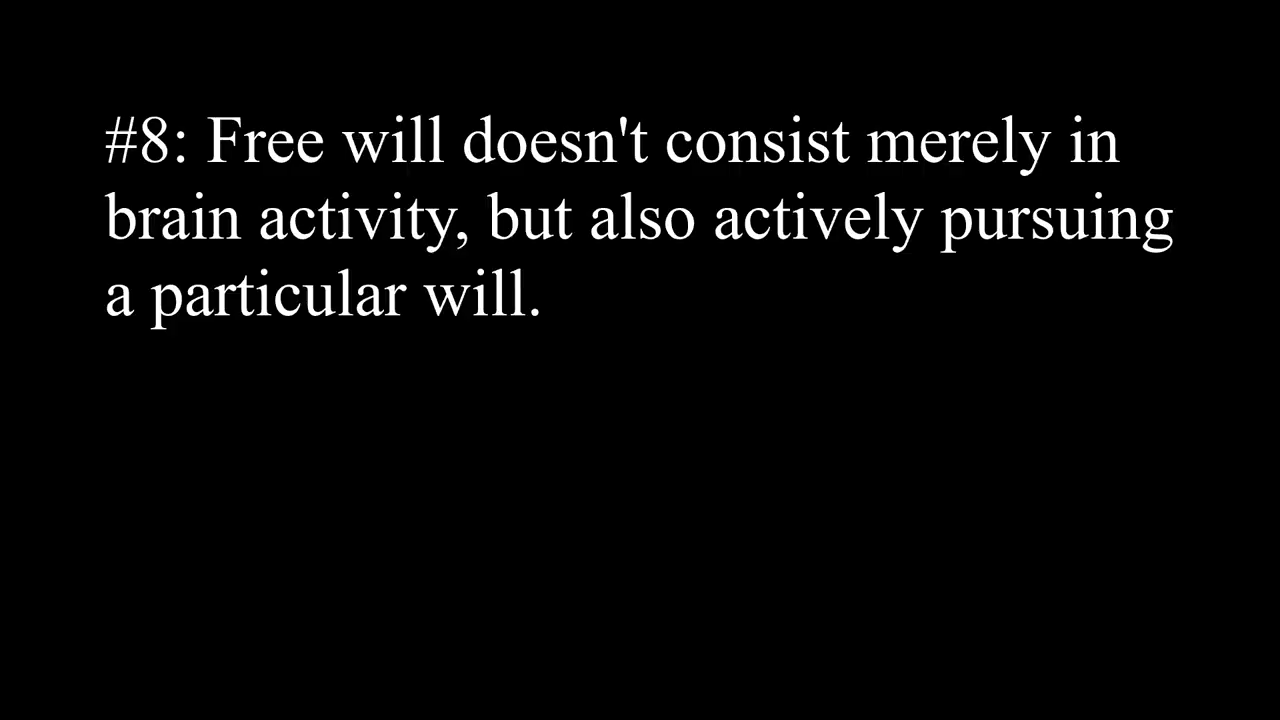 #8: Free will doesn't consist merely in
brain activity, but also actively pursuing
a particular will.